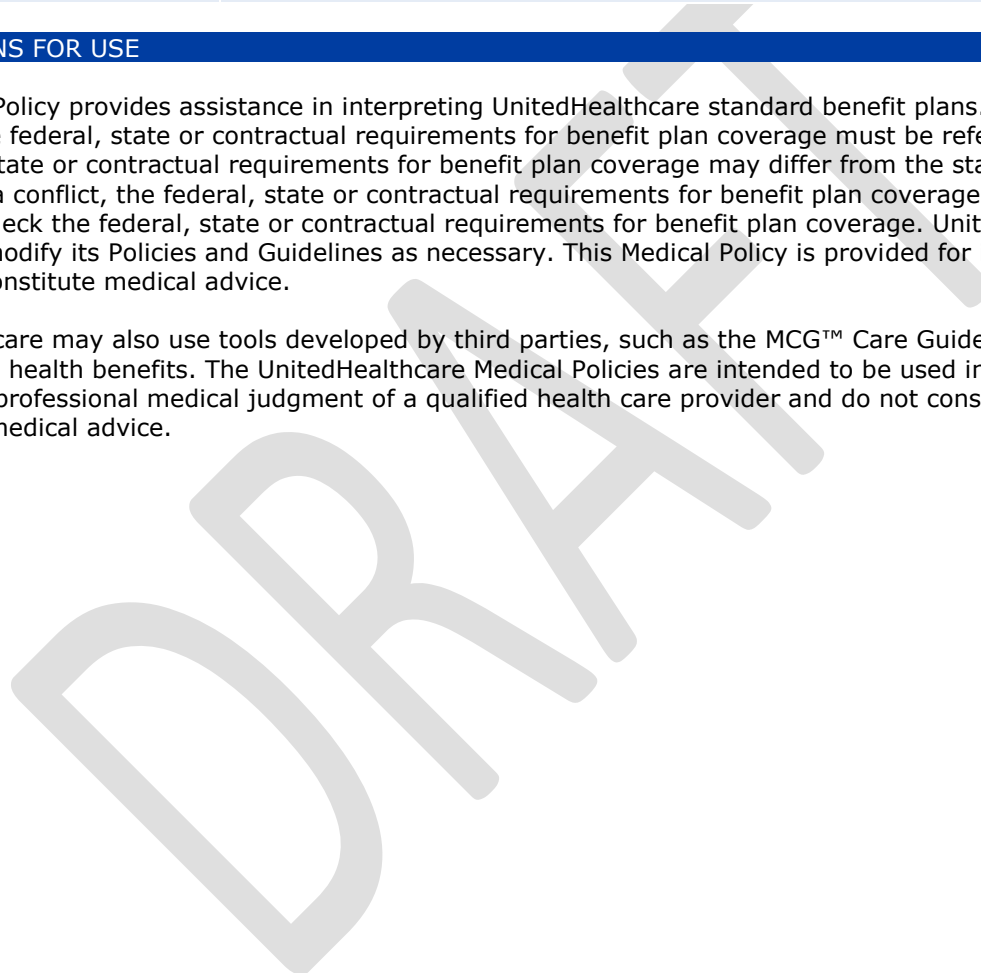 NS FOR USE
Policy provides assistance in interpreting UnitedHealthcare standard benefit plans.
federal, state or contractual requirements for benefit plan coverage must be refe
tate or contractual requirements for benefit plan coverage may differ from the sta
a conflict, the federal, state or contractual requirements for benefit plan coverage
eck the federal, state or contractual requirements for benefit plan coverage. Unit
modify its Policies and Guidelines as necessary. This Medical Policy is provided for
onstitute medical advice.
care may also use tools developed by third parties, such as the MCG™ Care Guide
health benefits. The UnitedHealthcare Medical Policies are intended to be used in
professional medical judgment of a qualified health care provider and do not cons
medical advice.
DRAFT